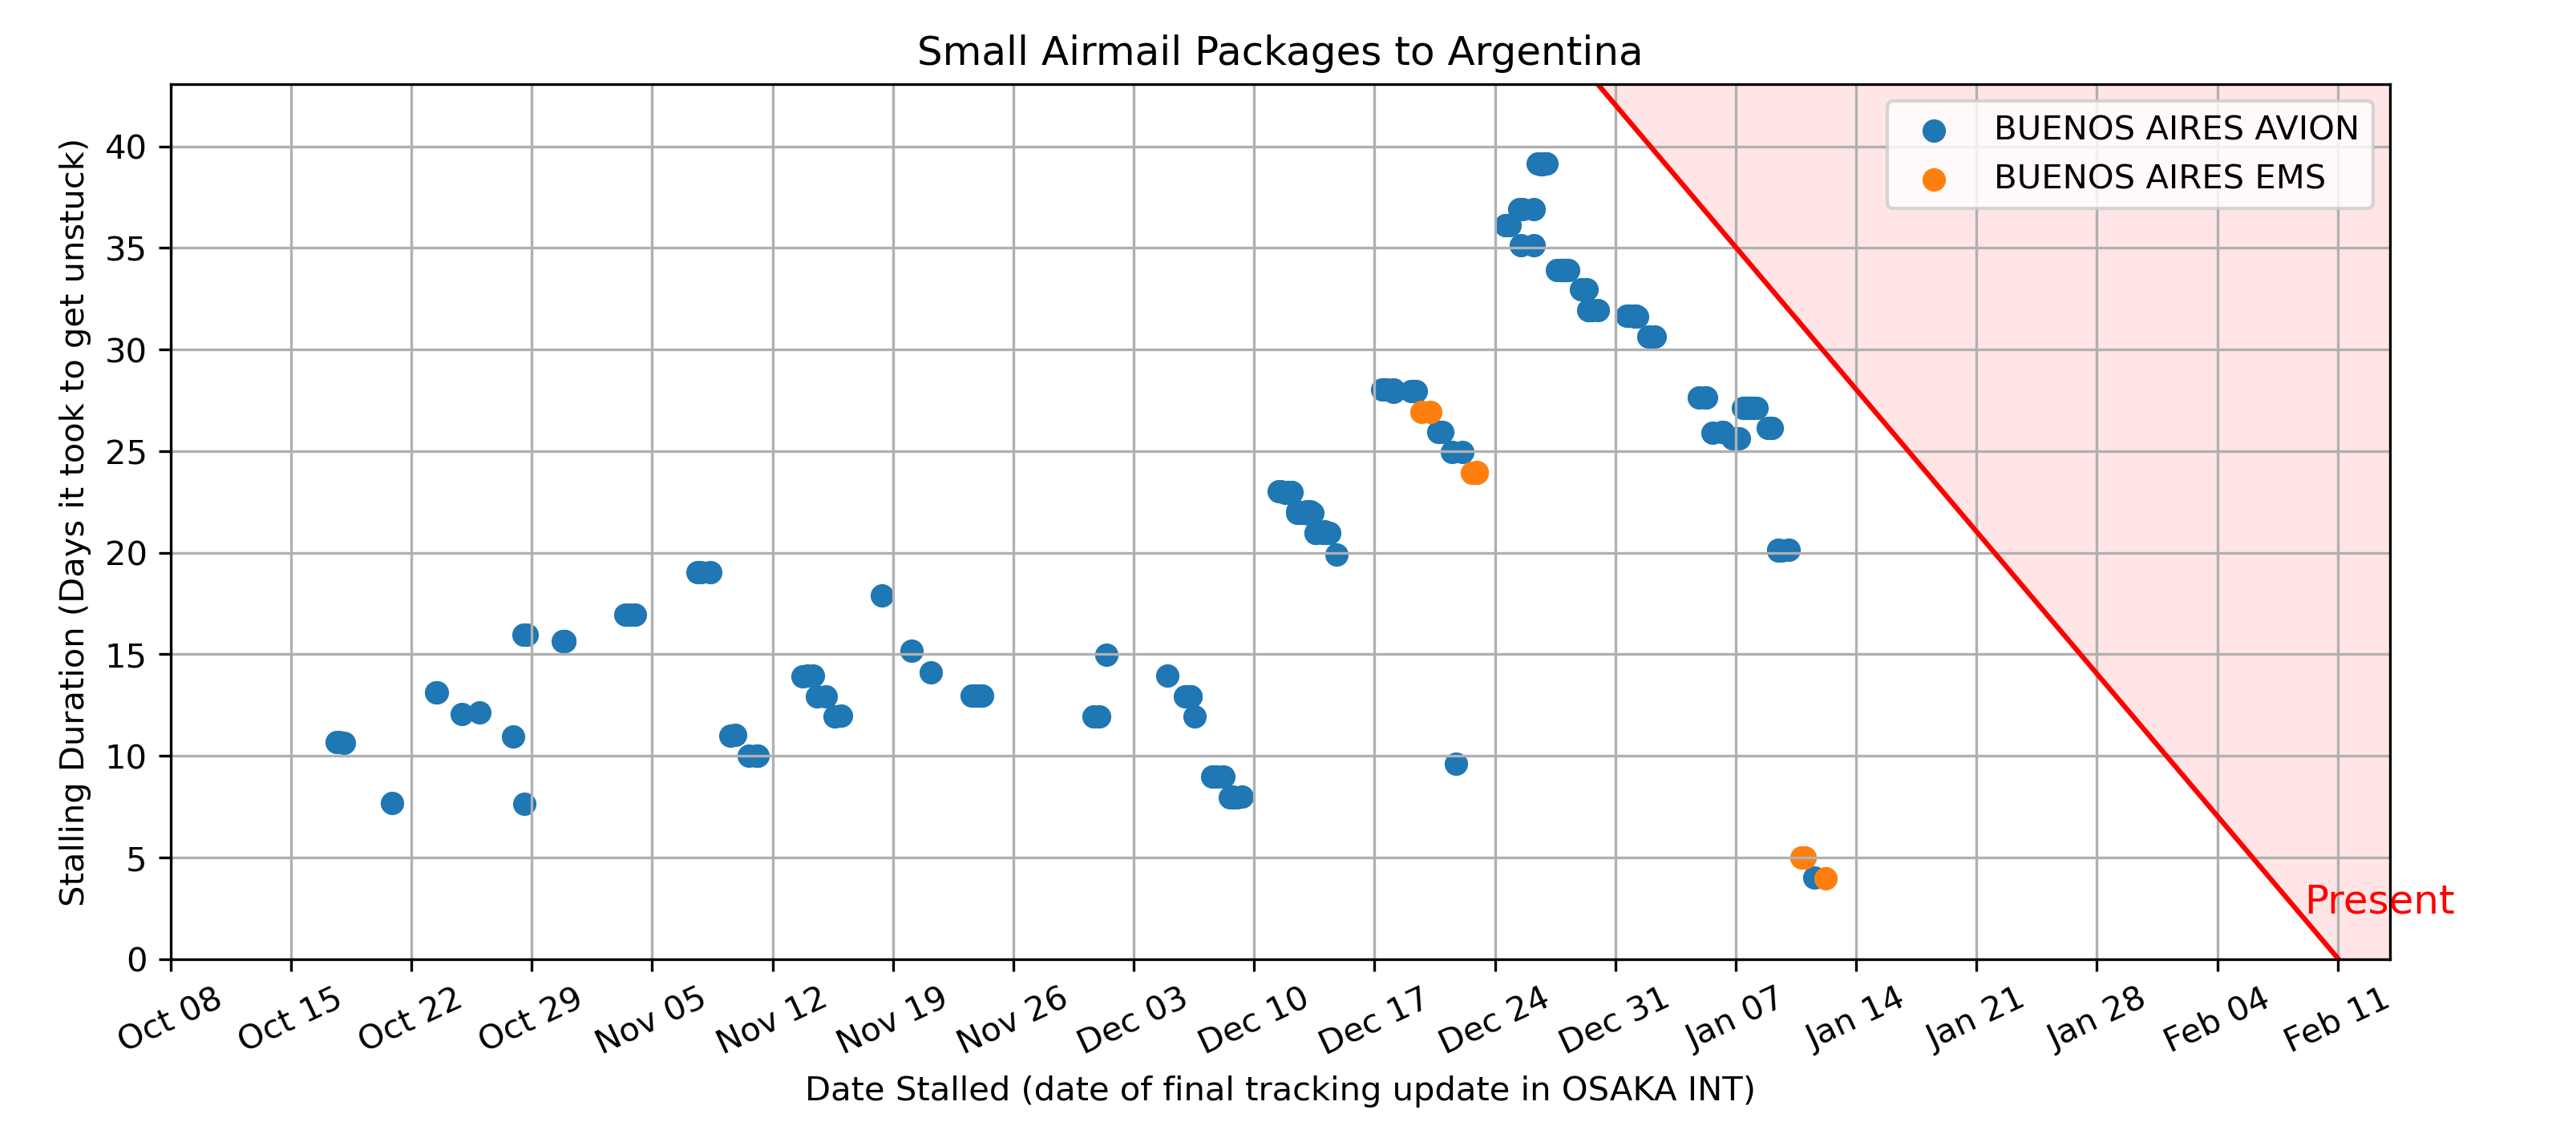 Small Airmail Packages to Argentina
BUENOS AIRES AVION
BUENOS AIRES EMS
Stalling Duration (Days it took to get unstuck)
40
35
30
25
20
15
10
5
0
Present
Oct 08
Oct 15
Oct 22
Oct 29
Nov 05
Nov 12
Nov 19
Nov 26
Dec 03
Dec 10
Dec 17
Dec 24
Dec 31
Jan 07
Jan 14
Jan 21
Jan 28
Feb 04
Feb 11
Date Stalled (date of final tracking update in OSAKA INT)